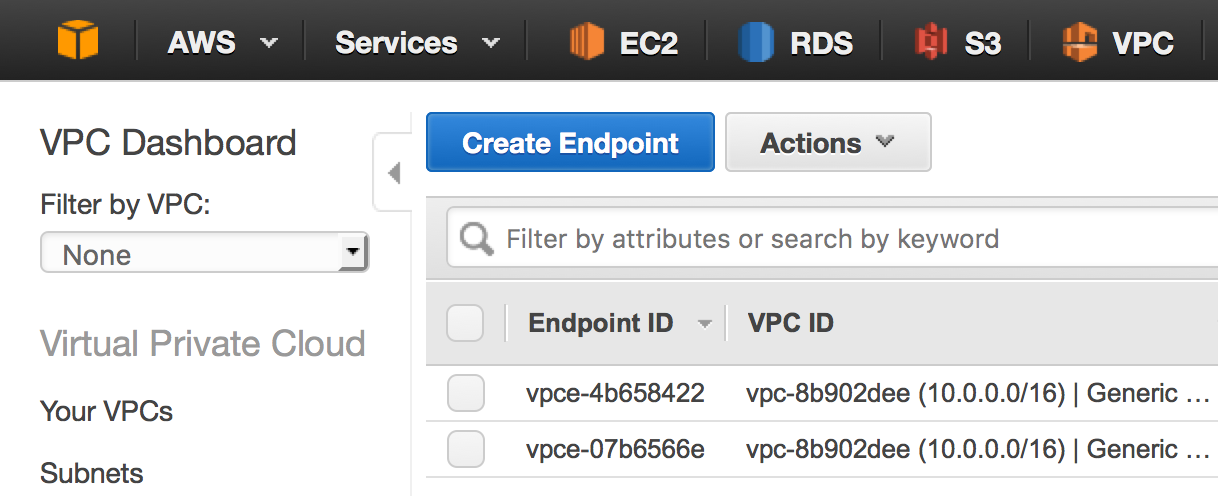 AWS Services EC2 RDS S3 VPC
VPC Dashboard
Filter by VPC:
None
Virtual Private Cloud
Your VPCs
Subnets
Create Endpoint Actions
Filter by attributes or search by keyword
Endpoint ID VPC ID
vpce-4b658422 vpc-8b902dee (10.0.0.0/16) | Generic ...
vpce-07b6566e vpc-8b902dee (10.0.0.0/16) | Generic ...